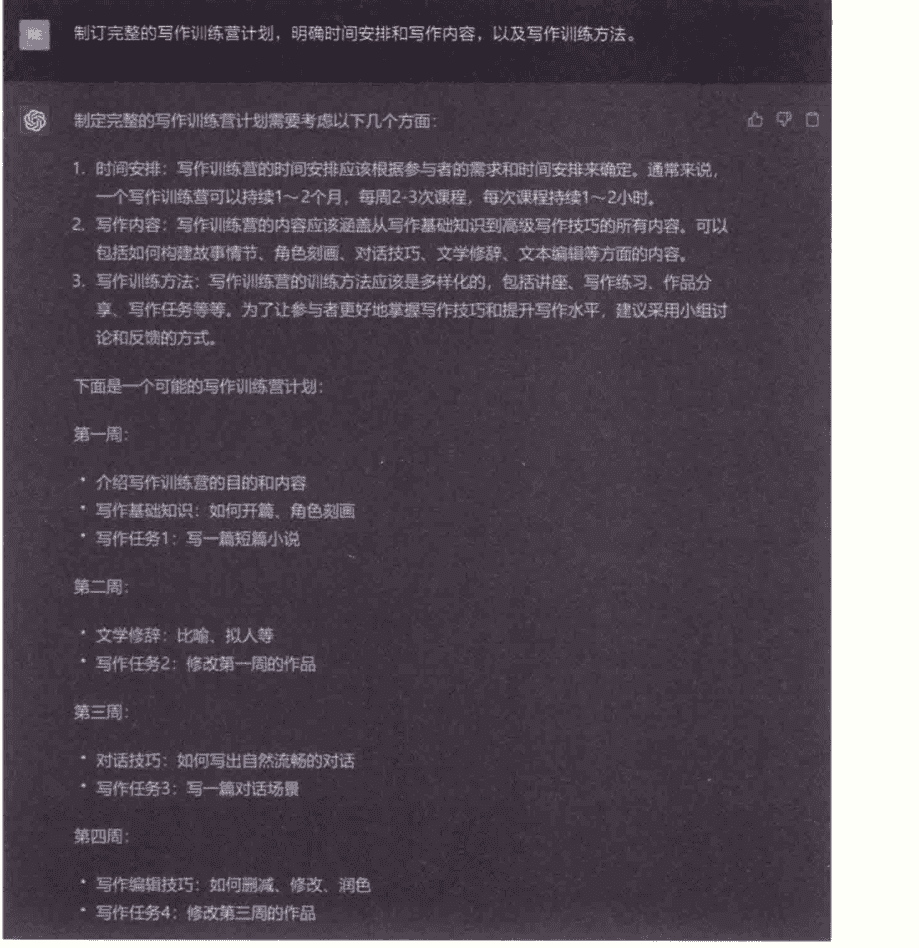 制订完整的写作训练营计划，明确时间安排和写作内容，以及写作训练方法。
制定完整的写作训练营计划需要考虑以下几个方面：
1. 时间安排：写作训练营的时间安排应该根据参与者的需求和时间安排来确定。通常来说，
一个写作训练营可以持续1～2个月，每周2-3次课程，每次课程持续1～2小时。
2. 写作内容：写作训练营的内容应该涵盖从写作基础知识到高级写作技巧的所有内容。可以
包括如何构建故事情节、角色刻画、对话技巧、文学修辞、文本编辑等方面的内容。
3. 写作训练方法：写作训练营的训练方法应该是多样化的，包括讲座、写作练习、作品分
享、写作任务等等。为了让参与者更好地掌握写作技巧和提升写作水平，建议采用小组讨
论和反馈的方式。
下面是一个可能的写作训练营计划：
第一周：
• 介绍写作训练营的目的和内容
• 写作基础知识：如何开篇、角色刻画
• 写作任务1：写一篇短篇小说
第二周：
• 文学修辞：比喻、拟人等
• 写作任务2：修改第一周的作品
第三周：
• 对话技巧：如何写出自然流畅的对话
• 写作任务3：写一篇对话场景
第四周：
• 写作编辑技巧：如何删减、修改、润色
• 写作任务4：修改第三周的作品